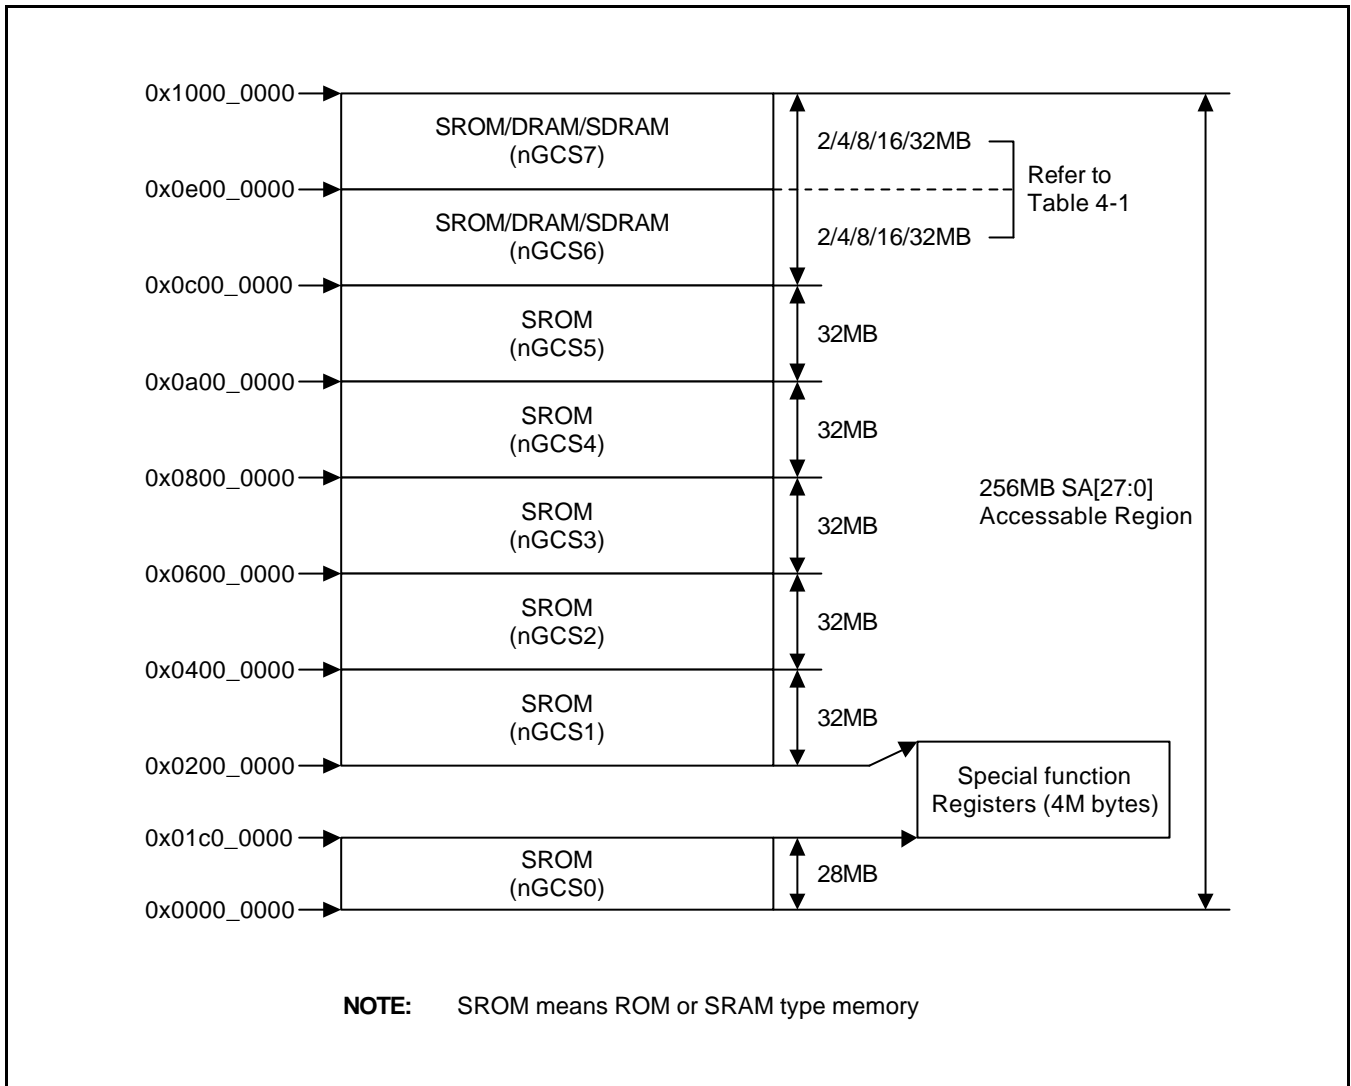 0x1000_0000
SROM/DRAM/SDRAM
(nGCS7)
2/4/8/16/32MB
Refer to
Table 4-1
0x0e00_0000
SROM/DRAM/SDRAM
(nGCS6)
2/4/8/16/32MB
0x0c00_0000
SROM
(nGCS5)
32MB
0x0a00_0000
SROM
(nGCS4)
32MB
0x0800_0000
256MB SA[27:0]
Accessable Region
SROM
(nGCS3)
32MB
0x0600_0000
SROM
(nGCS2)
32MB
0x0400_0000
SROM
(nGCS1)
32MB
0x0200_0000
Special function
Registers (4M bytes)
0x01c0_0000
SROM
(nGCS0)
28MB
0x0000_0000
NOTE: SROM means ROM or SRAM type memory